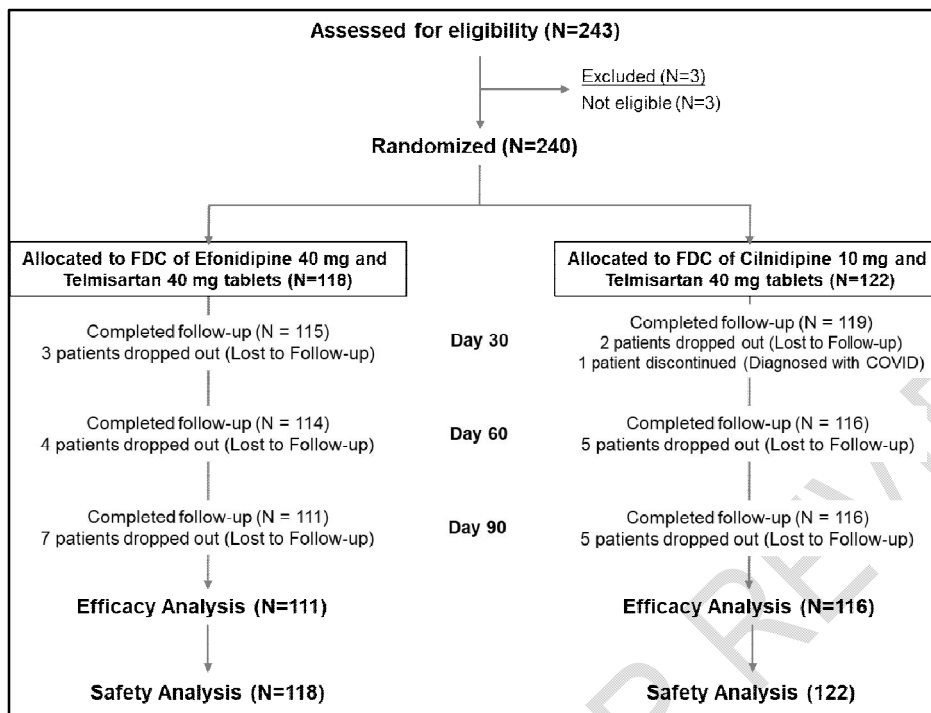 Assessed for eligibility (N=243)
Excluded (N=3)
Not eligible (N=3)
Randomized (N=240)
Allocated to FDC of Efonidipine 40 mg and
Telmisartan 40 mg tablets (N=118)
Allocated to FDC of Cilnidipine 10 mg and
Telmisartan 40 mg tablets (N=122)
Completed follow-up (N = 115)
3 patients dropped out (Lost to Follow-up)
Day 30
Completed follow-up (N = 119)
2 patients dropped out (Lost to Follow-up)
1 patient discontinued (Diagnosed with COVID)
Completed follow-up (N = 114)
4 patients dropped out (Lost to Follow-up)
Day 60
Completed follow-up (N = 116)
5 patients dropped out (Lost to Follow-up)
Completed follow-up (N = 111)
7 patients dropped out (Lost to Follow-up)
Day 90
Completed follow-up (N = 116)
5 patients dropped out (Lost to Follow-up)
Efficacy Analysis (N=111)
Efficacy Analysis (N=116)
Safety Analysis (N=118)
Safety Analysis (122)